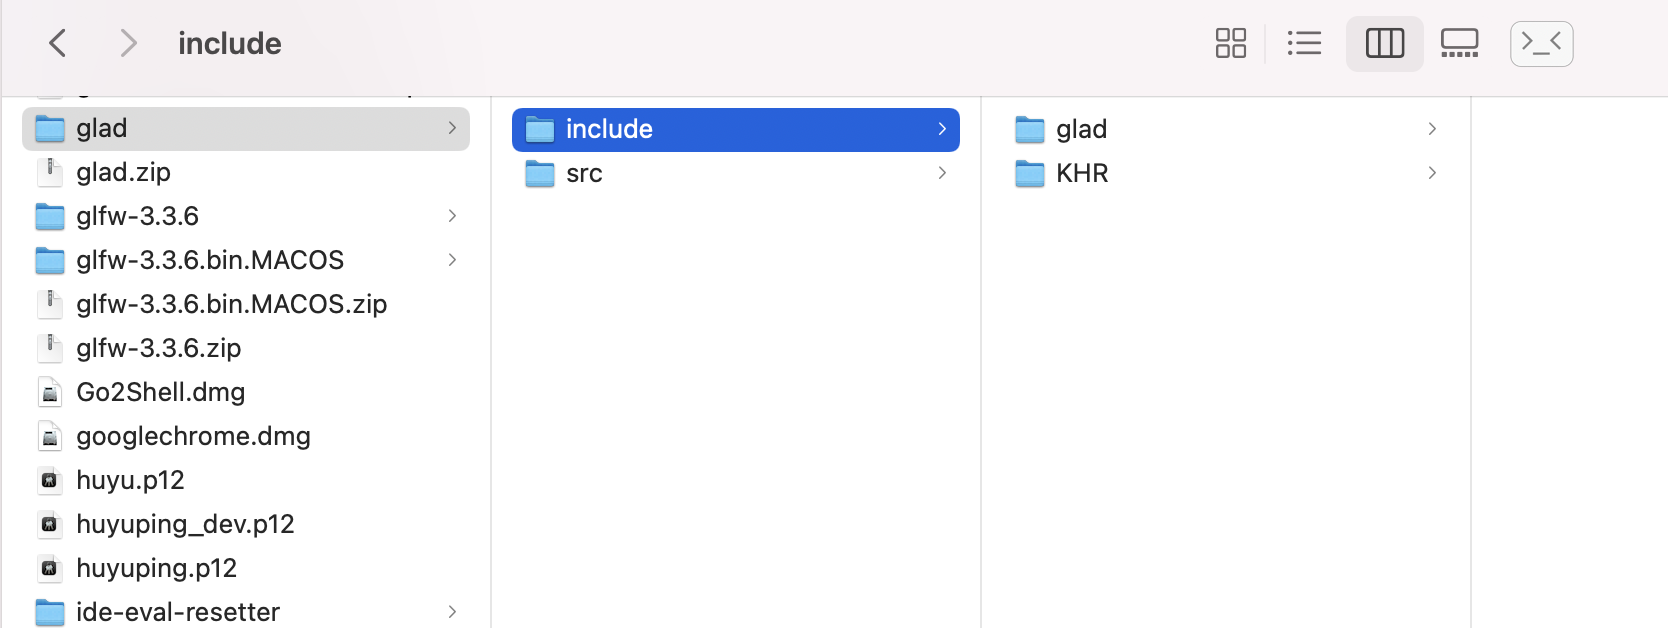 include
glad
glad.zip
glfw-3.3.6
glfw-3.3.6.bin.MACOS
glfw-3.3.6.bin.MACOS.zip
glfw-3.3.6.zip
Go2Shell.dmg
googlechrome.dmg
huyu.p12
huyuping_dev.p12
huyuping.p12
ide-eval-resetter
include
src
glad
KHR